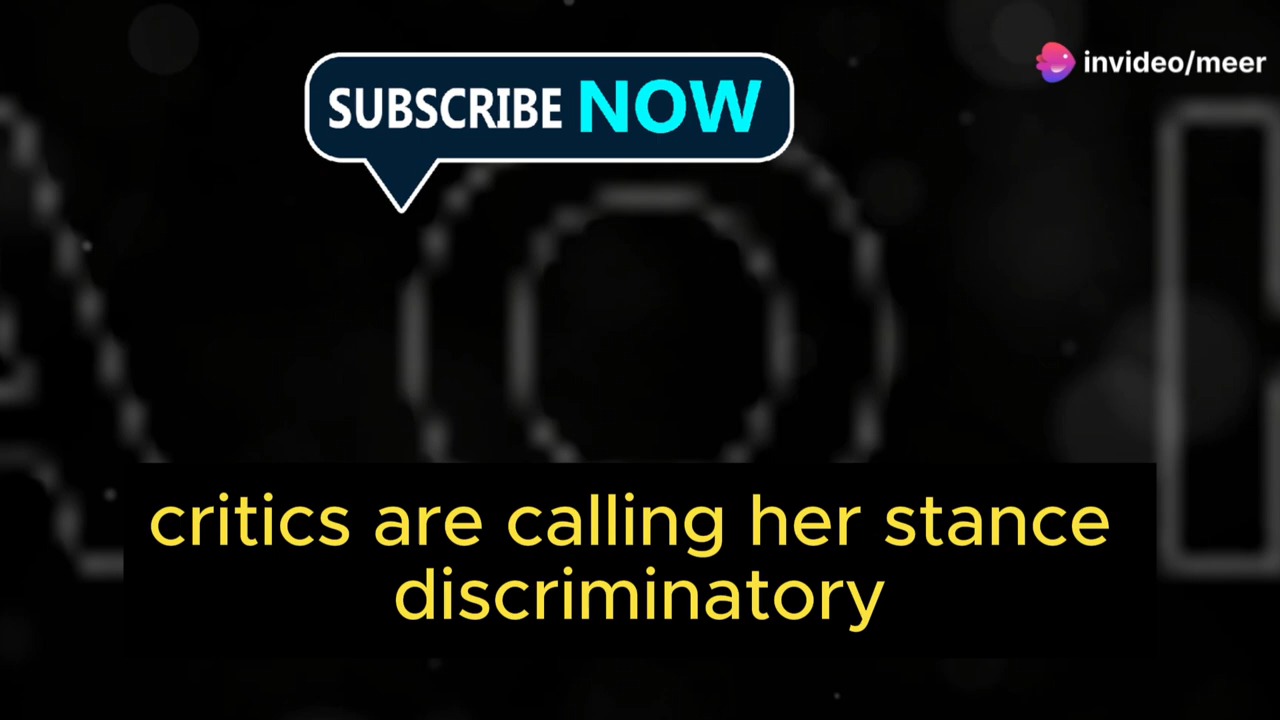 SUBSCRIBE NOW
invideo/meer
critics are calling her stance
discriminatory